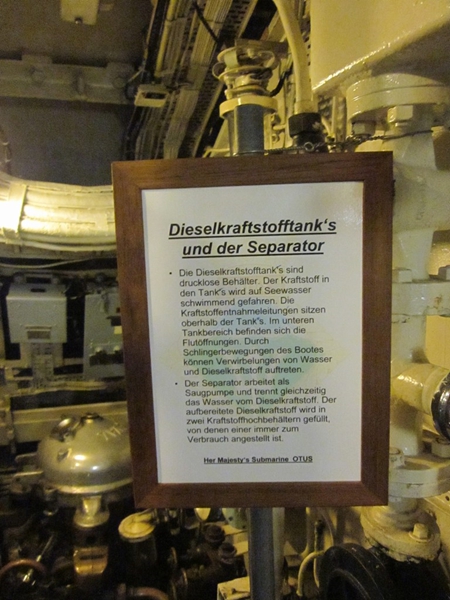 Dieselkraftstofftank's
und der Separator
• Die Dieselkraftstofftank's sind
drucklose Behälter. Der Kraftstoff in
den Tank's wird auf Seewasser
schwimmend gefahren. Die
Kraftstoffentnahmeleitungen sitzen
oberhalb der Tank's. Im unteren
Tankbereich befinden sich die
Flutöffnungen. Durch
Schlingerbewegungen des Bootes
können Verwirbelungen von Wasser
und Dieselkraftstoff auftreten.
• Der Separator arbeitet als
Saugpumpe und trennt gleichzeitig
das Wasser vom Dieselkraftstoff. Der
aufbereitete Dieselkraftstoff wird in
zwei Kraftstoffhochbehältern gefüllt,
von denen einer immer zum
Verbrauch angestellt ist.
Her Majesty's Submarine OTUS